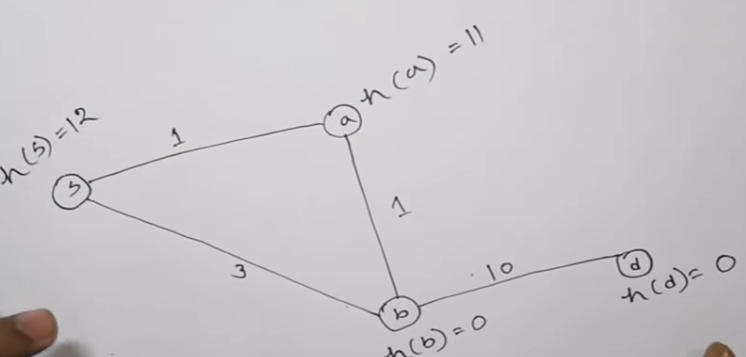 h(a) = 11
h(s) = 12
1
a
s
1
3
10
d
h(d) = 0
b
h(b) = 0